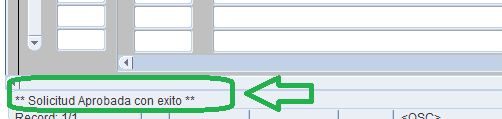 ** Solicitud Aprobada con exito **
Record: 1/1 <OSC>